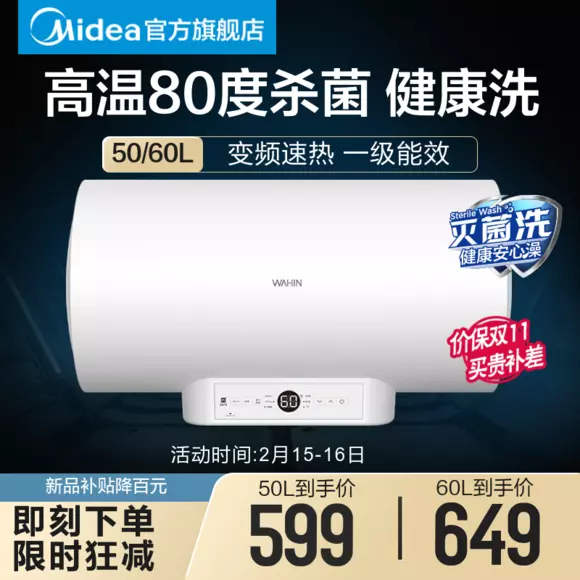 Midea官方旗舰店
高温80度杀菌 健康洗
50/60L 变频速热 一级能效
Sterile Wash
灭菌洗
健康安心澡
WAHIN
价保双11
买贵补差
60
活动时间:2月15-16日
新品补贴降百元
即刻下单
限时狂减
50L到手价
599
60L到手价
649